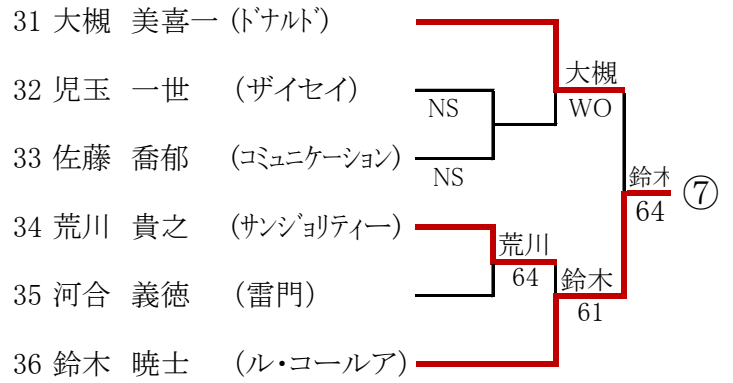 31 大槻 美喜一 (ドナルド)
大槻
32 児玉 一世 (ザイセイ)
NS
WO
33 佐藤 喬郁 (コミュニケーション)
NS
鈴木
⑦
64
34 荒川 貴之 (サンジョリティー)
荒川
64
鈴木
35 河合 義徳 (雷門)
61
36 鈴木 暁士 (ル・コールア)